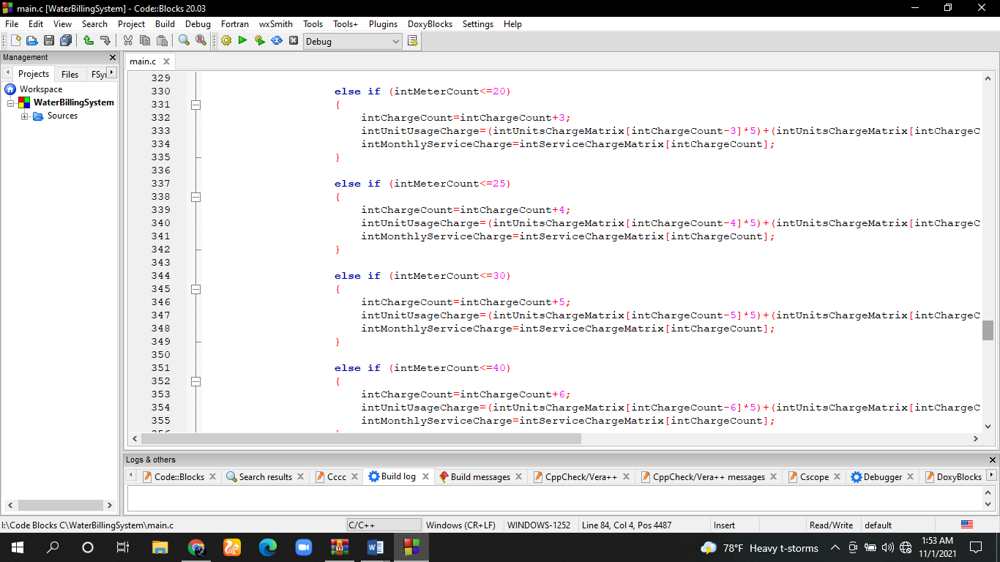 main.c [WaterBillingSystem] - Code::Blocks 20.03
File Edit View Search Project Build Debug Fortran wxSmith Tools Tools+ Plugins DoxyBlocks Settings Help
Debug
Management
Projects Files FSy
Workspace
WaterBillingSystem
Sources
main.c
329
330 else if (intMeterCount<=20)
331 {
332 intChargeCount=intChargeCount+3;
333 intUnitUsageCharge=(intUnitsChargeMatrix[intChargeCount-3]*5)+(intUnitsChargeMatrix[intChargeC
334 intMonthlyServiceCharge=intServiceChargeMatrix[intChargeCount];
335 }
336
337 else if (intMeterCount<=25)
338 {
339 intChargeCount=intChargeCount+4;
340 intUnitUsageCharge=(intUnitsChargeMatrix[intChargeCount-4]*5)+(intUnitsChargeMatrix[intChargeC
341 intMonthlyServiceCharge=intServiceChargeMatrix[intChargeCount];
342 }
343
344 else if (intMeterCount<=30)
345 {
346 intChargeCount=intChargeCount+5;
347 intUnitUsageCharge=(intUnitsChargeMatrix[intChargeCount-5]*5)+(intUnitsChargeMatrix[intChargeC
348 intMonthlyServiceCharge=intServiceChargeMatrix[intChargeCount];
349 }
350
351 else if (intMeterCount<=40)
352 {
353 intChargeCount=intChargeCount+6;
354 intUnitUsageCharge=(intUnitsChargeMatrix[intChargeCount-6]*5)+(intUnitsChargeMatrix[intChargeC
355 intMonthlyServiceCharge=intServiceChargeMatrix[intChargeCount];
Logs & others
Code::Blocks Search results Cccc Build log Build messages CppCheck/Vera++ CppCheck/Vera++ messages Cscope Debugger DoxyBlocks
I:\Code Blocks C\WaterBillingSystem\main.c C/C++ Windows (CR+LF) WINDOWS-1252 Line 84, Col 4, Pos 4487 Insert Read/Write default
78°F Heavy t-storms
1:53 AM
11/1/2021